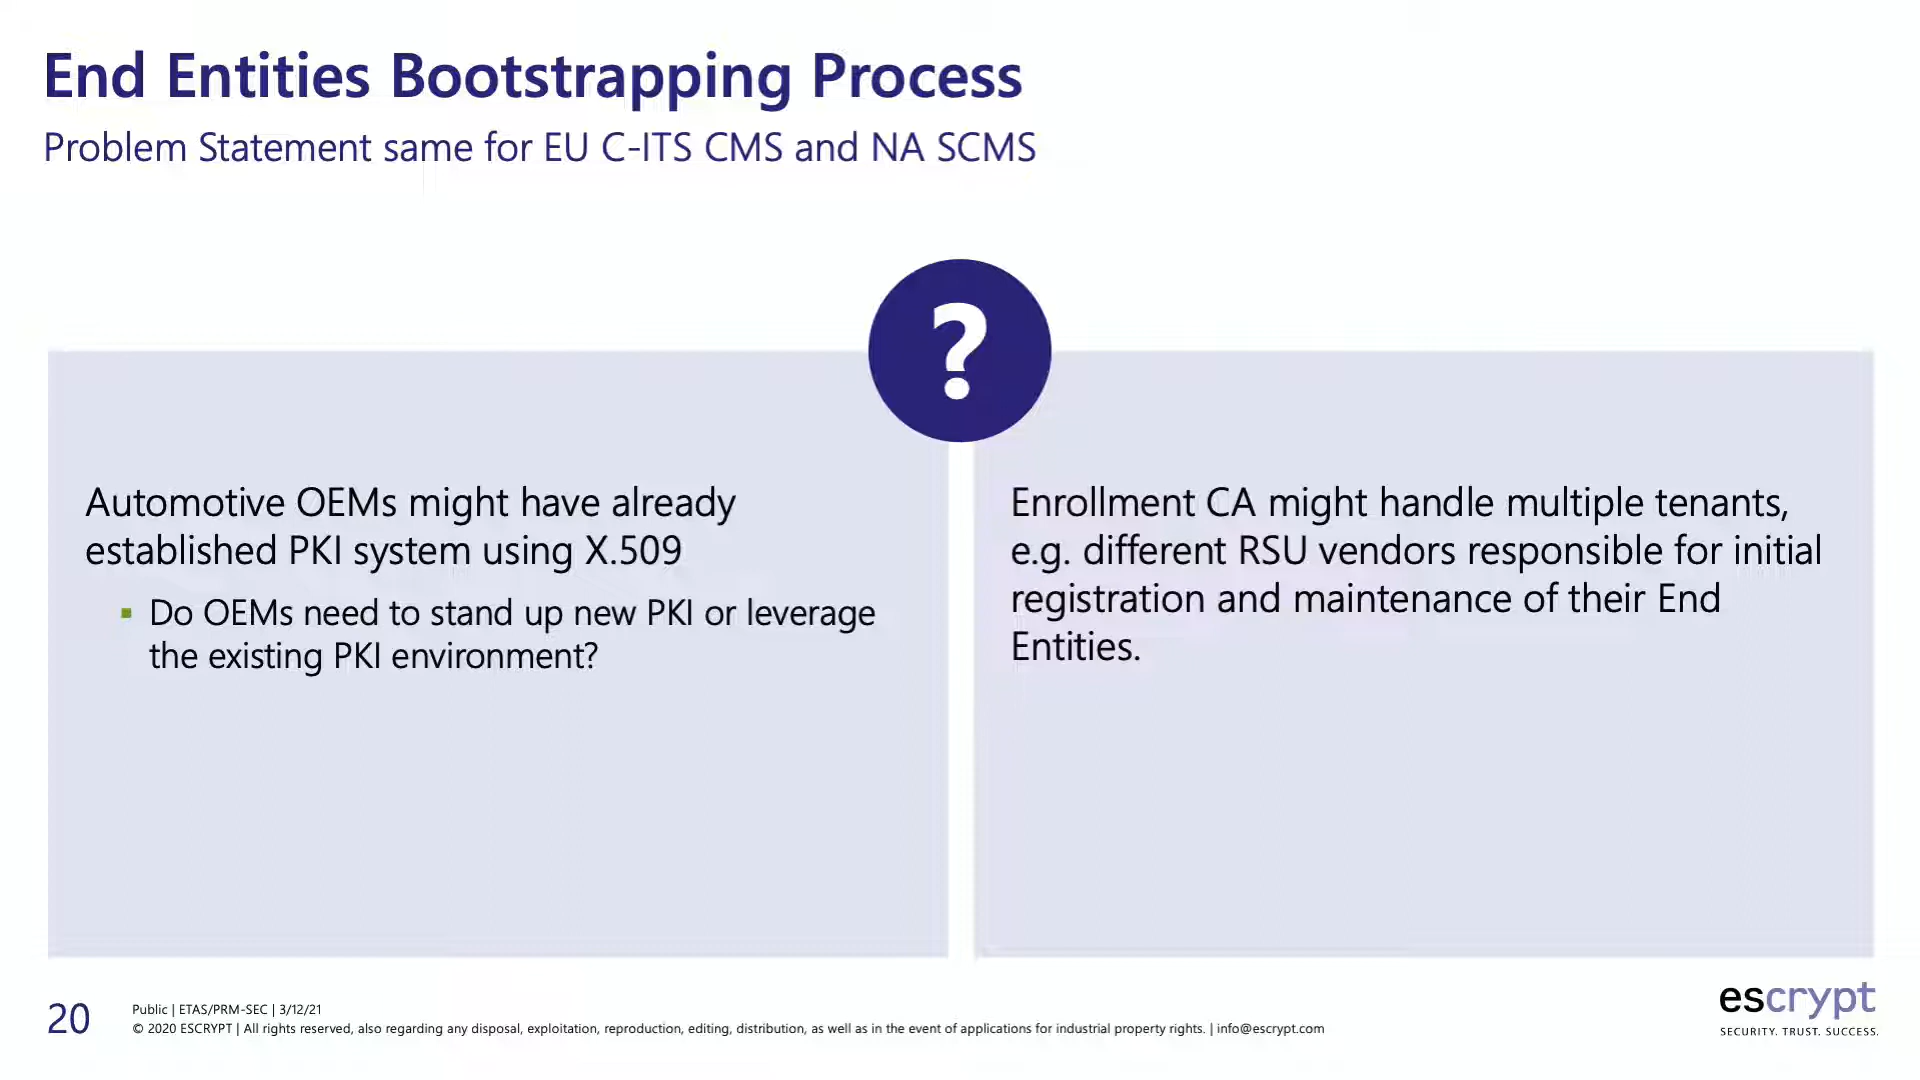 End Entities Bootstrapping Process
Problem Statement same for EU C-ITS CMS and NA SCMS
?
Automotive OEMs might have already
established PKI system using X.509
▪ Do OEMs need to stand up new PKI or leverage
the existing PKI environment?
Enrollment CA might handle multiple tenants,
e.g. different RSU vendors responsible for initial
registration and maintenance of their End
Entities.
20
Public | ETAS/PRM-SEC | 3/12/21
© 2020 ESCRYPT | All rights reserved, also regarding any disposal, exploitation, reproduction, editing, distribution, as well as in the event of applications for industrial property rights. | info@escrypt.com
escrypt
SECURITY. TRUST. SUCCESS.